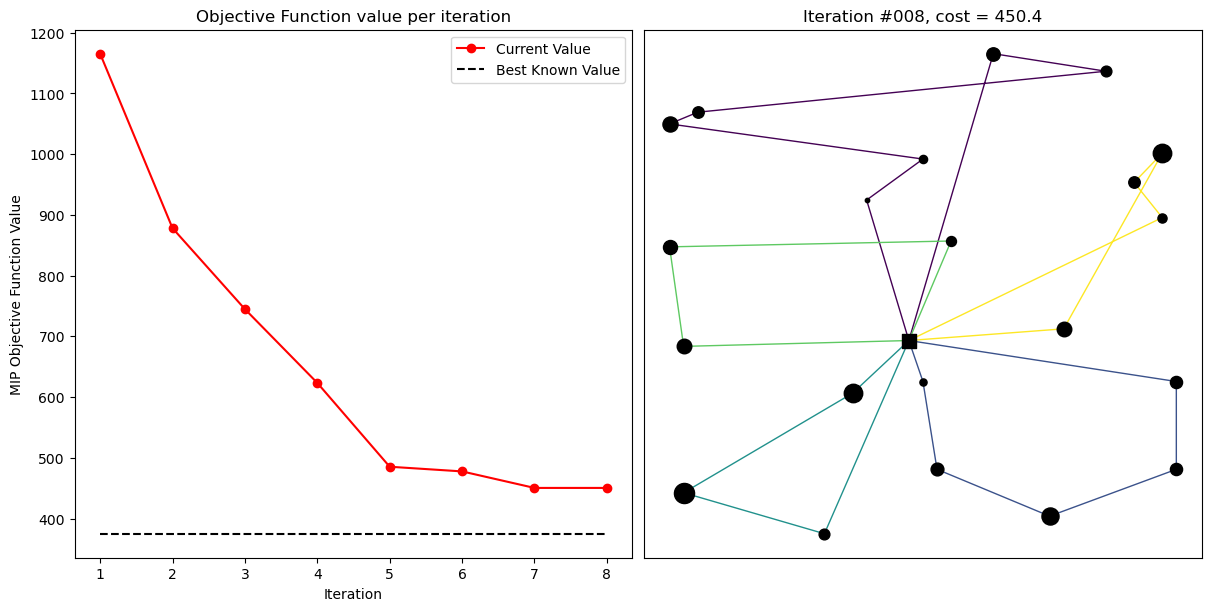 Objective Function value per iteration
1200
1100
1000
900
800
700
600
500
400
MIP Objective Function Value
Current Value
Best Known Value
1 2 3 4 5 6 7 8
Iteration
Iteration #008, cost = 450.4